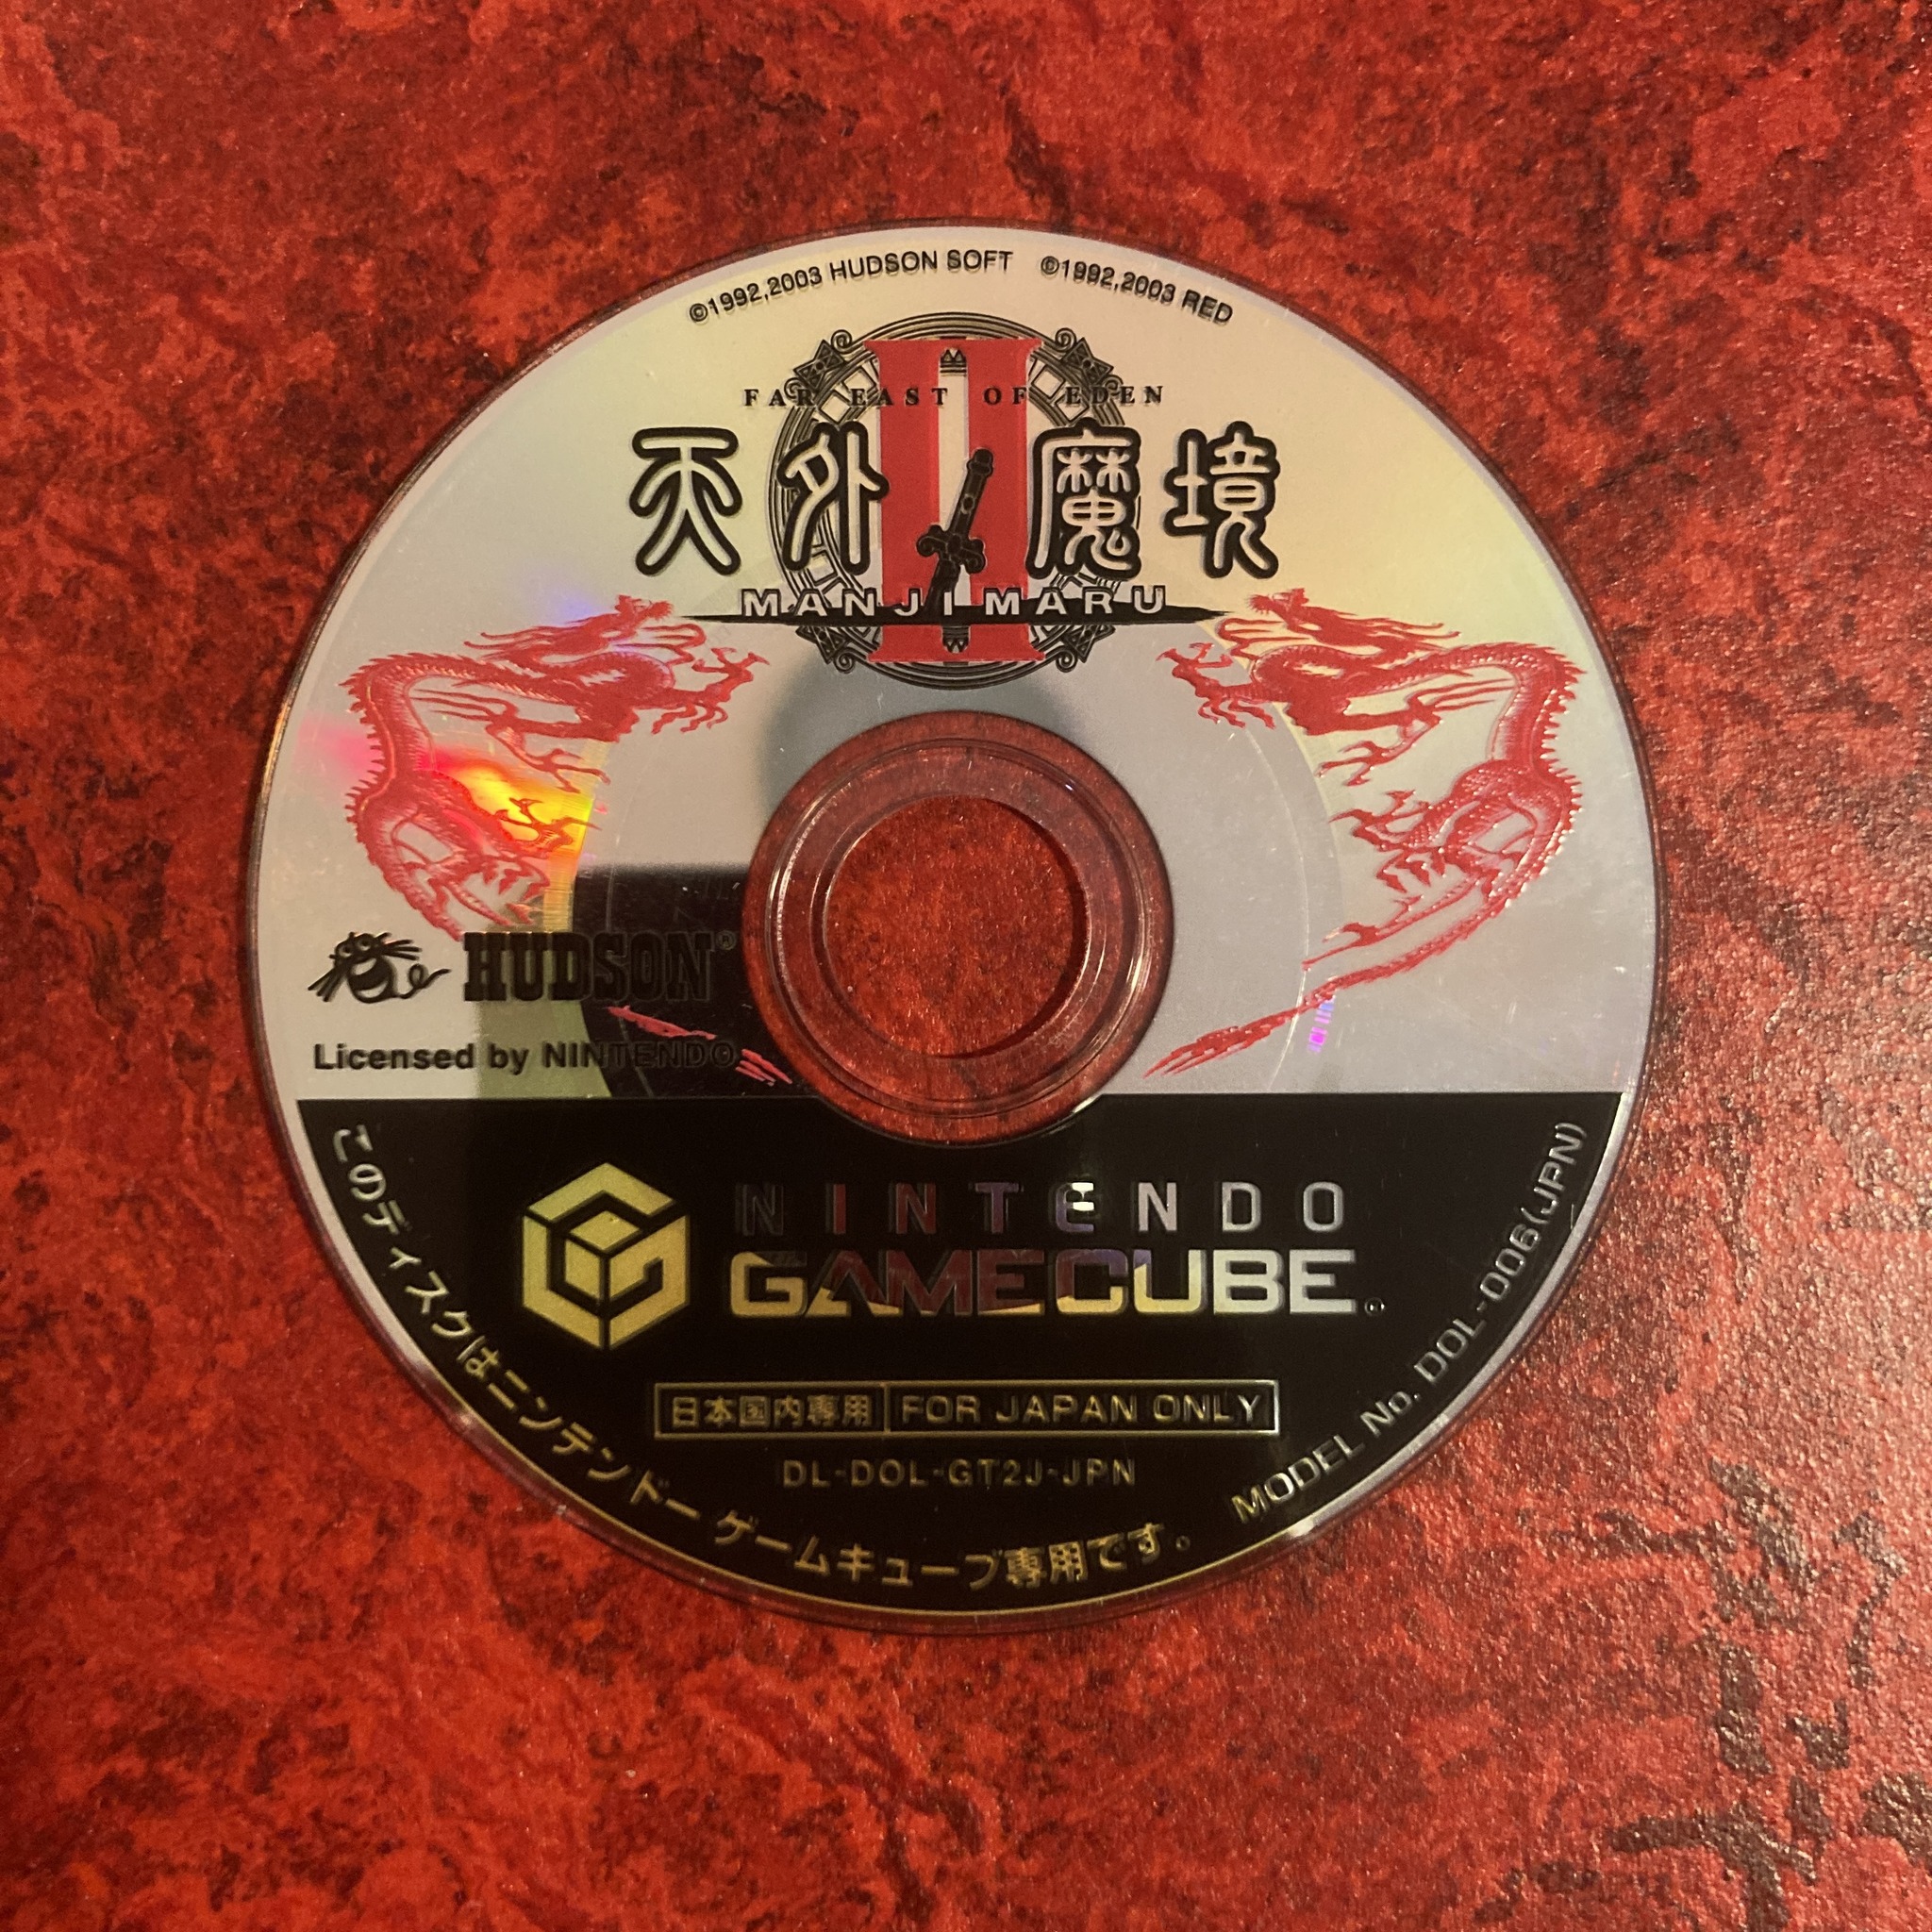 ©1992,2003 HUDSON SOFT ©1992,2003 RED
II
FAR EAST OF EDEN
天外魔境
MANJI MARU
HUDSON®
Licensed by NINTENDO
NINTENDO
GAMECUBE®
日本国内専用 FOR JAPAN ONLY
DL-DOL-GT2J-JPN
このディスクはニンテンドー ゲームキューブ専用です。
MODEL No. DOL-006(JPN)